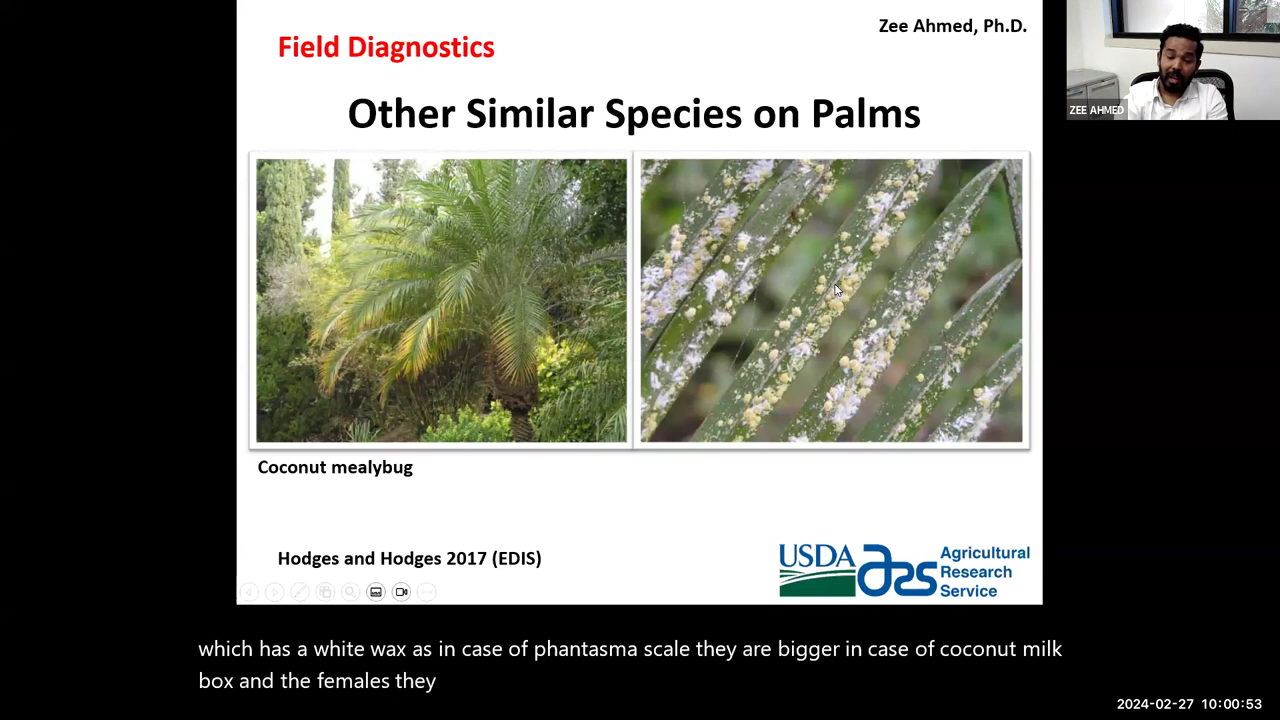 Zee Ahmed, Ph.D.
Field Diagnostics
ZEE AHMED
Other Similar Species on Palms
Coconut mealybug
Hodges and Hodges 2017 (EDIS)
USDA
ars
Agricultural
Research
Service
which has a white wax as in case of phantasma scale they are bigger in case of coconut milk
box and the females they
2024-02-27 10:00:53